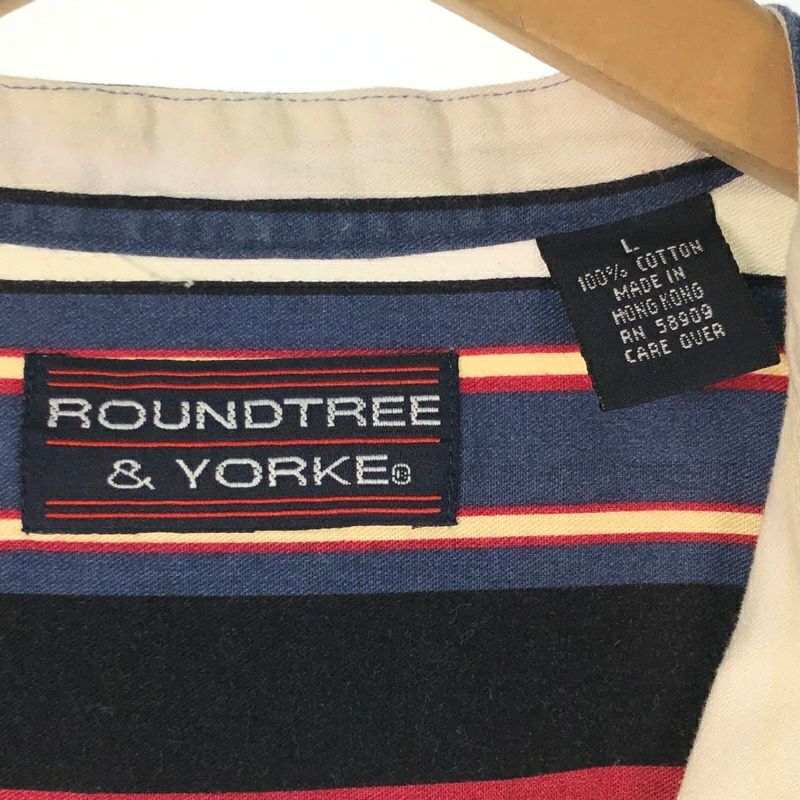 ROUNDTREE
& YORKE®
L
100% COTTON
MADE IN
HONG KONG
RN 58909
CARE OVER